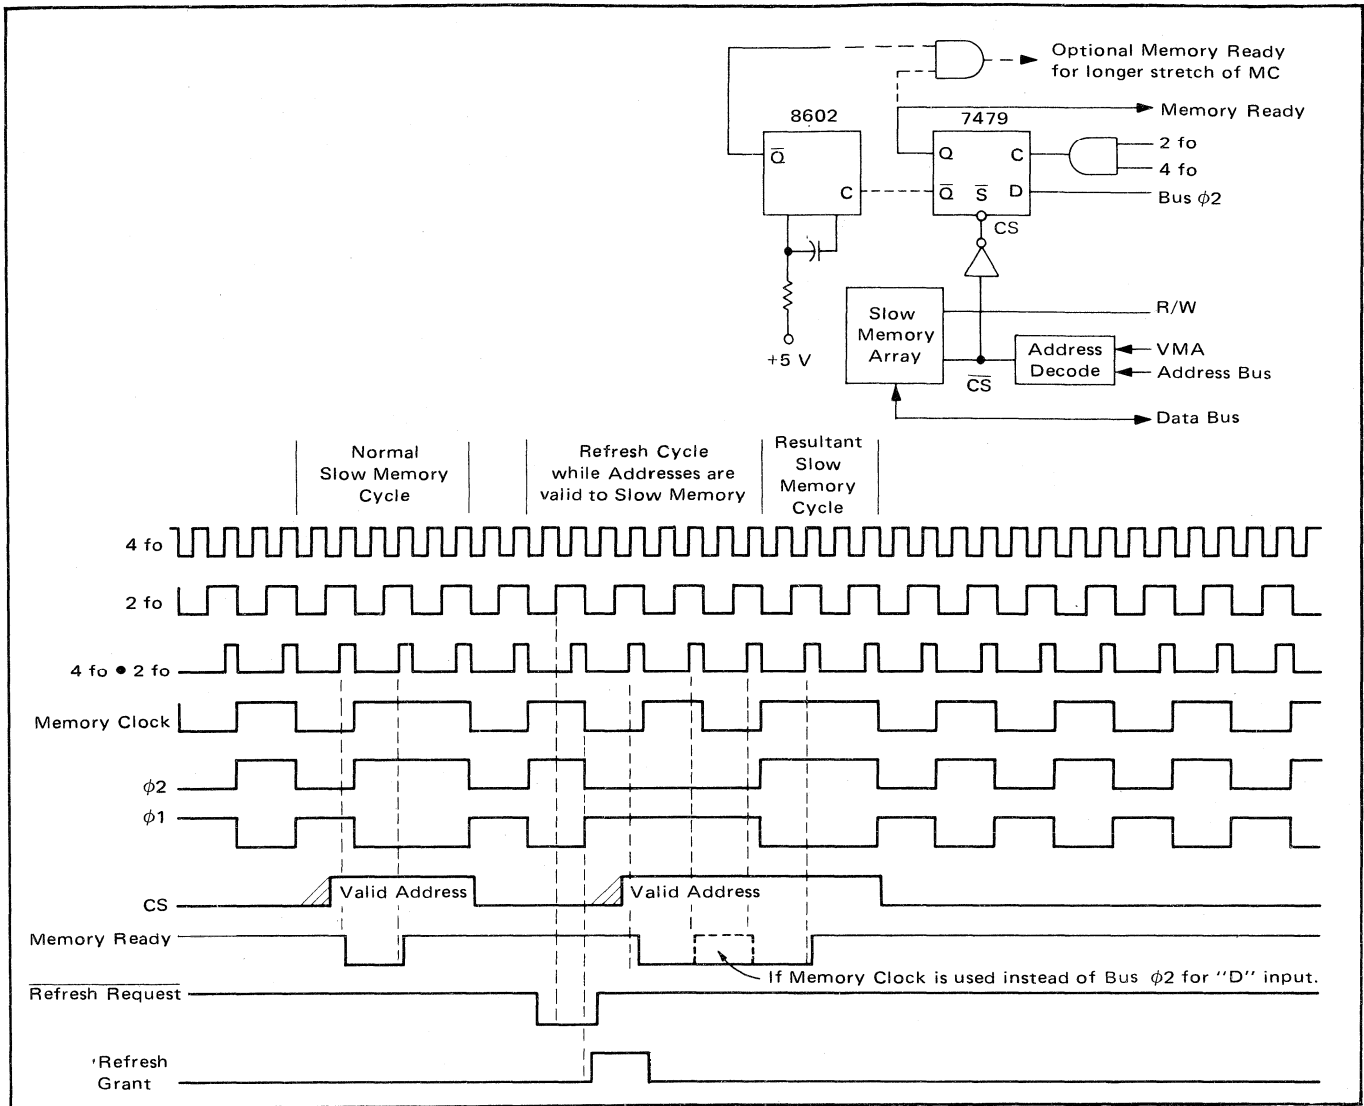 Optional Memory Ready
for longer stretch of MC
Memory Ready
8602
7479
Q̅
C
Q
C
2 fo
4 fo
Q̅
S̅
D
Bus ϕ2
CS
Slow
Memory
Array
R/W
+5 V
C̅S̅
Address
Decode
VMA
Address Bus
Data Bus
Normal
Slow Memory
Cycle
Refresh Cycle
while Addresses are
valid to Slow Memory
Resultant
Slow
Memory
Cycle
4 fo
2 fo
4 fo • 2 fo
Memory Clock
ϕ2
ϕ1
CS
Valid Address
Valid Address
Memory Ready
If Memory Clock is used instead of Bus ϕ2 for "D" input.
Refresh Request
Refresh
Grant